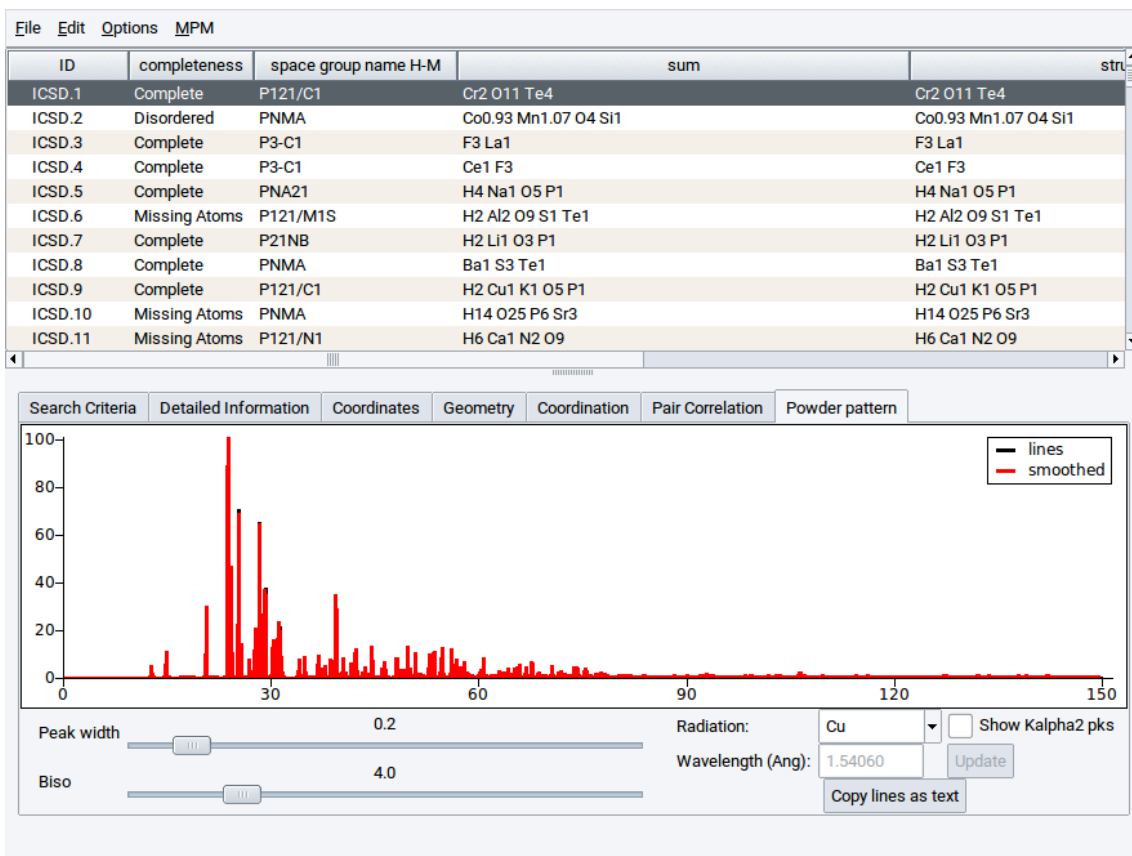 File Edit Options MPM
ID completeness space group name H-M sum stru
ICSD.1 Complete P121/C1 Cr2 O11 Te4 Cr2 O11 Te4
ICSD.2 Disordered PNMA Co0.93 Mn1.07 O4 Si1 Co0.93 Mn1.07 O4 Si1
ICSD.3 Complete P3-C1 F3 La1 F3 La1
ICSD.4 Complete P3-C1 Ce1 F3 Ce1 F3
ICSD.5 Complete PNA21 H4 Na1 O5 P1 H4 Na1 O5 P1
ICSD.6 Missing Atoms P121/M1S H2 Al2 O9 S1 Te1 H2 Al2 O9 S1 Te1
ICSD.7 Complete P21NB H2 Li1 O3 P1 H2 Li1 O3 P1
ICSD.8 Complete PNMA Ba1 S3 Te1 Ba1 S3 Te1
ICSD.9 Complete P121/C1 H2 Cu1 K1 O5 P1 H2 Cu1 K1 O5 P1
ICSD.10 Missing Atoms PNMA H14 O25 P6 Sr3 H14 O25 P6 Sr3
ICSD.11 Missing Atoms P121/N1 H6 Ca1 N2 O9 H6 Ca1 N2 O9
Search Criteria Detailed Information Coordinates Geometry Coordination Pair Correlation Powder pattern
100
lines
smoothed
80
60
40
20
0
0 30 60 90 120 150
Peak width 0.2 Radiation: Cu Show Kalpha2 pks
Wavelength (Ang): 1.54060 Update
Biso 4.0
Copy lines as text